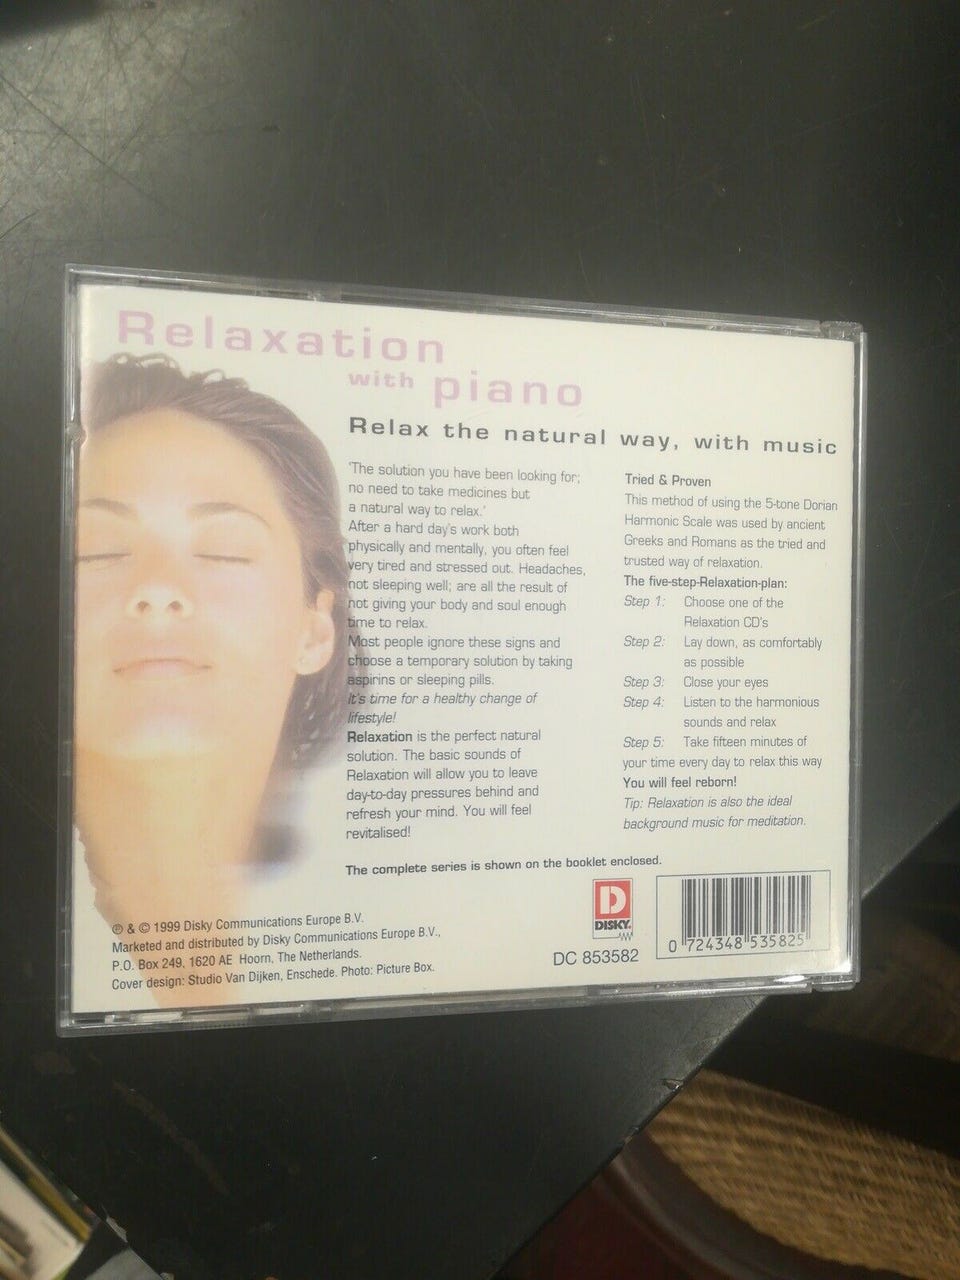 Relaxation
with piano
Relax the natural way, with music
'The solution you have been looking for;
no need to take medicines but
a natural way to relax.'
After a hard day's work both
physically and mentally, you often feel
very tired and stressed out. Headaches,
not sleeping well; are all the result of
not giving your body and soul enough
time to relax.
Most people ignore these signs and
choose a temporary solution by taking
aspirins or sleeping pills.
It's time for a healthy change of
lifestyle!
Relaxation is the perfect natural
solution. The basic sounds of
Relaxation will allow you to leave
day-to-day pressures behind and
refresh your mind. You will feel
revitalised!
Tried & Proven
This method of using the 5-tone Dorian
Harmonic Scale was used by ancient
Greeks and Romans as the tried and
trusted way of relaxation.
The five-step-Relaxation-plan:
Step 1: Choose one of the
Relaxation CD's
Step 2: Lay down, as comfortably
as possible
Step 3: Close your eyes
Step 4: Listen to the harmonious
sounds and relax
Step 5: Take fifteen minutes of
your time every day to relax this way
You will feel reborn!
Tip: Relaxation is also the ideal
background music for meditation.
The complete series is shown on the booklet enclosed.
℗ & © 1999 Disky Communications Europe B.V.
Marketed and distributed by Disky Communications Europe B.V.,
P.O. Box 249, 1620 AE Hoorn, The Netherlands.
Cover design: Studio Van Dijken, Enschede. Photo: Picture Box.
D
DISKY.
DC 853582
0 724348 535825